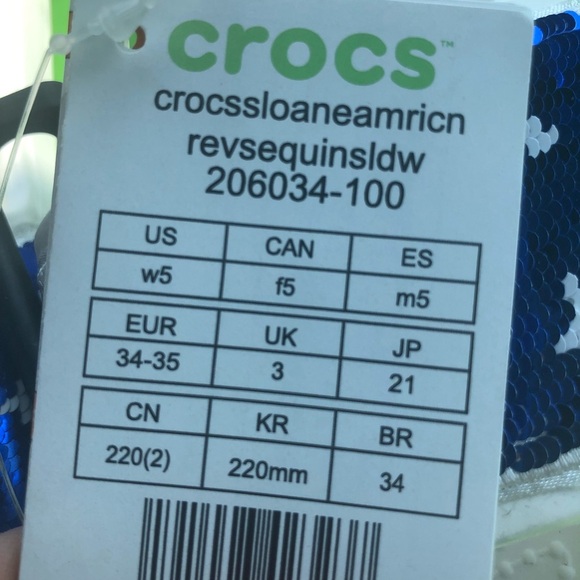 crocs™
crocssloaneamricn
revsequinsldw
206034-100
US CAN ES
w5 f5 m5
EUR UK JP
34-35 3 21
CN KR BR
220(2) 220mm 34